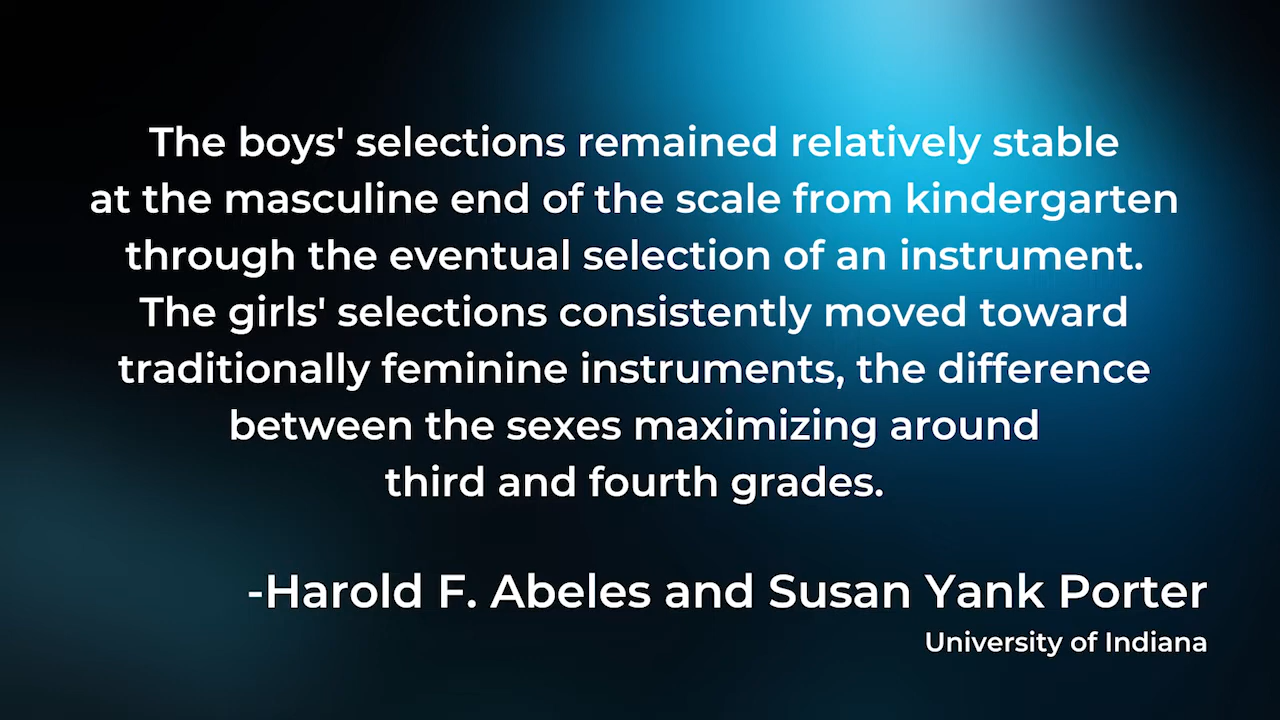 The boys' selections remained relatively stable
at the masculine end of the scale from kindergarten
through the eventual selection of an instrument.
The girls' selections consistently moved toward
traditionally feminine instruments, the difference
between the sexes maximizing around
third and fourth grades.
-Harold F. Abeles and Susan Yank Porter
University of Indiana